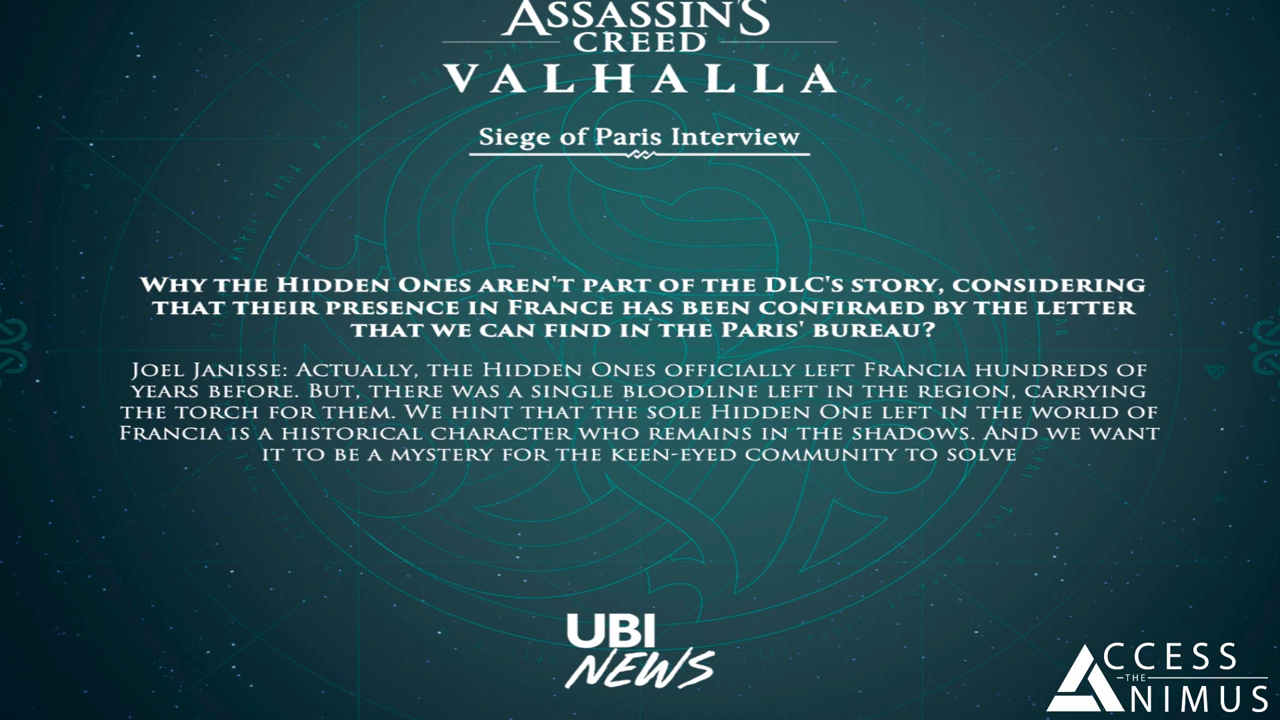 ASSASSIN'S
CREED
VALHALLA
Siege of Paris Interview
WHY THE HIDDEN ONES AREN'T PART OF THE DLC'S STORY, CONSIDERING
THAT THEIR PRESENCE IN FRANCE HAS BEEN CONFIRMED BY THE LETTER
THAT WE CAN FIND IN THE PARIS' BUREAU?
JOEL JANISSE: ACTUALLY, THE HIDDEN ONES OFFICIALLY LEFT FRANCIA HUNDREDS OF
YEARS BEFORE. BUT, THERE WAS A SINGLE BLOODLINE LEFT IN THE REGION, CARRYING
THE TORCH FOR THEM. WE HINT THAT THE SOLE HIDDEN ONE LEFT IN THE WORLD OF
FRANCIA IS A HISTORICAL CHARACTER WHO REMAINS IN THE SHADOWS. AND WE WANT
IT TO BE A MYSTERY FOR THE KEEN-EYED COMMUNITY TO SOLVE
UBI
NEWS
ACCESS
THE
ANIMUS